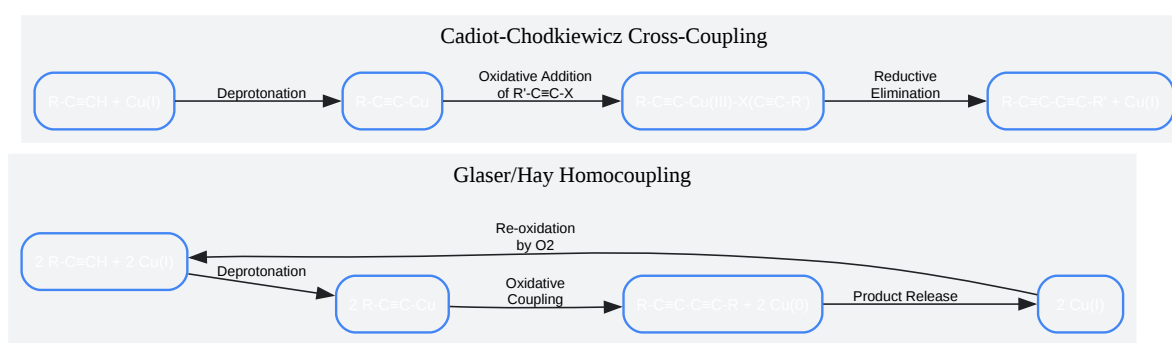 Cadiot-Chodkiewicz Cross-Coupling
R-C≡CH + Cu(I)
Deprotonation
R-C≡C-Cu
Oxidative Addition
of R'-C≡C-X
R-C≡C-Cu(III)-X(C≡C-R')
Reductive
Elimination
R-C≡C-C≡C-R' + Cu(I)
Glaser/Hay Homocoupling
2 R-C≡CH + 2 Cu(I)
Deprotonation
2 R-C≡C-Cu
Oxidative
Coupling
R-C≡C-C≡C-R + 2 Cu(0)
Product Release
2 Cu(I)
Re-oxidation
by O2